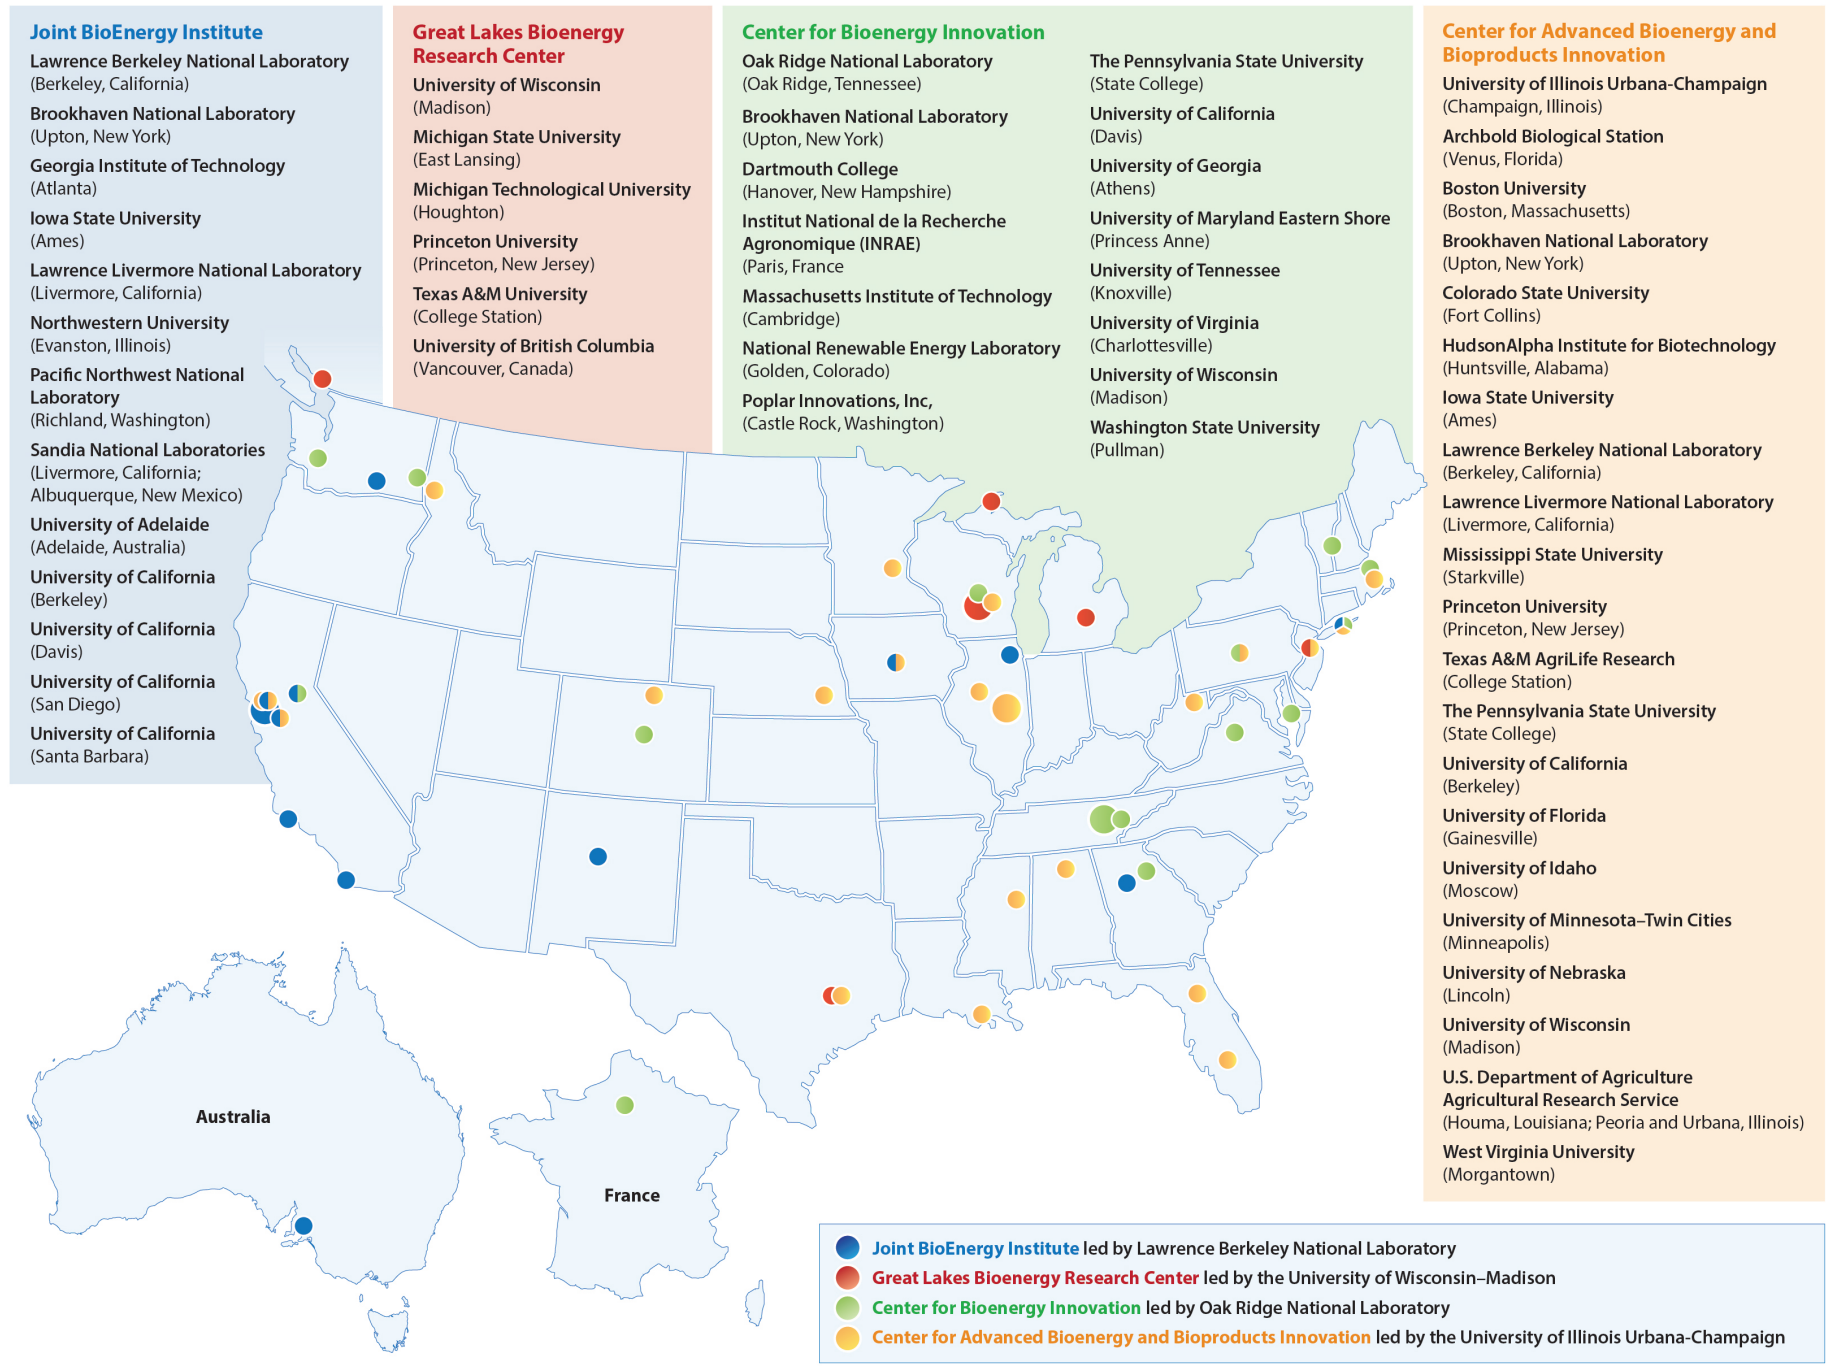 Joint BioEnergy Institute
Lawrence Berkeley National Laboratory
(Berkeley, California)
Brookhaven National Laboratory
(Upton, New York)
Georgia Institute of Technology
(Atlanta)
Iowa State University
(Ames)
Lawrence Livermore National Laboratory
(Livermore, California)
Northwestern University
(Evanston, Illinois)
Pacific Northwest National
Laboratory
(Richland, Washington)
Sandia National Laboratories
(Livermore, California;
Albuquerque, New Mexico)
University of Adelaide
(Adelaide, Australia)
University of California
(Berkeley)
University of California
(Davis)
University of California
(San Diego)
University of California
(Santa Barbara)
Great Lakes Bioenergy
Research Center
University of Wisconsin
(Madison)
Michigan State University
(East Lansing)
Michigan Technological University
(Houghton)
Princeton University
(Princeton, New Jersey)
Texas A&M University
(College Station)
University of British Columbia
(Vancouver, Canada)
Center for Bioenergy Innovation
Oak Ridge National Laboratory
(Oak Ridge, Tennessee)
Brookhaven National Laboratory
(Upton, New York)
Dartmouth College
(Hanover, New Hampshire)
Institut National de la Recherche
Agronomique (INRAE)
(Paris, France
Massachusetts Institute of Technology
(Cambridge)
National Renewable Energy Laboratory
(Golden, Colorado)
Poplar Innovations, Inc,
(Castle Rock, Washington)
The Pennsylvania State University
(State College)
University of California
(Davis)
University of Georgia
(Athens)
University of Maryland Eastern Shore
(Princess Anne)
University of Tennessee
(Knoxville)
University of Virginia
(Charlottesville)
University of Wisconsin
(Madison)
Washington State University
(Pullman)
Center for Advanced Bioenergy and
Bioproducts Innovation
University of Illinois Urbana-Champaign
(Champaign, Illinois)
Archbold Biological Station
(Venus, Florida)
Boston University
(Boston, Massachusetts)
Brookhaven National Laboratory
(Upton, New York)
Colorado State University
(Fort Collins)
HudsonAlpha Institute for Biotechnology
(Huntsville, Alabama)
Iowa State University
(Ames)
Lawrence Berkeley National Laboratory
(Berkeley, California)
Lawrence Livermore National Laboratory
(Livermore, California)
Mississippi State University
(Starkville)
Princeton University
(Princeton, New Jersey)
Texas A&M AgriLife Research
(College Station)
The Pennsylvania State University
(State College)
University of California
(Berkeley)
University of Florida
(Gainesville)
University of Idaho
(Moscow)
University of Minnesota–Twin Cities
(Minneapolis)
University of Nebraska
(Lincoln)
University of Wisconsin
(Madison)
U.S. Department of Agriculture
Agricultural Research Service
(Houma, Louisiana; Peoria and Urbana, Illinois)
West Virginia University
(Morgantown)
Australia
France
Joint BioEnergy Institute led by Lawrence Berkeley National Laboratory
Great Lakes Bioenergy Research Center led by the University of Wisconsin–Madison
Center for Bioenergy Innovation led by Oak Ridge National Laboratory
Center for Advanced Bioenergy and Bioproducts Innovation led by the University of Illinois Urbana-Champaign